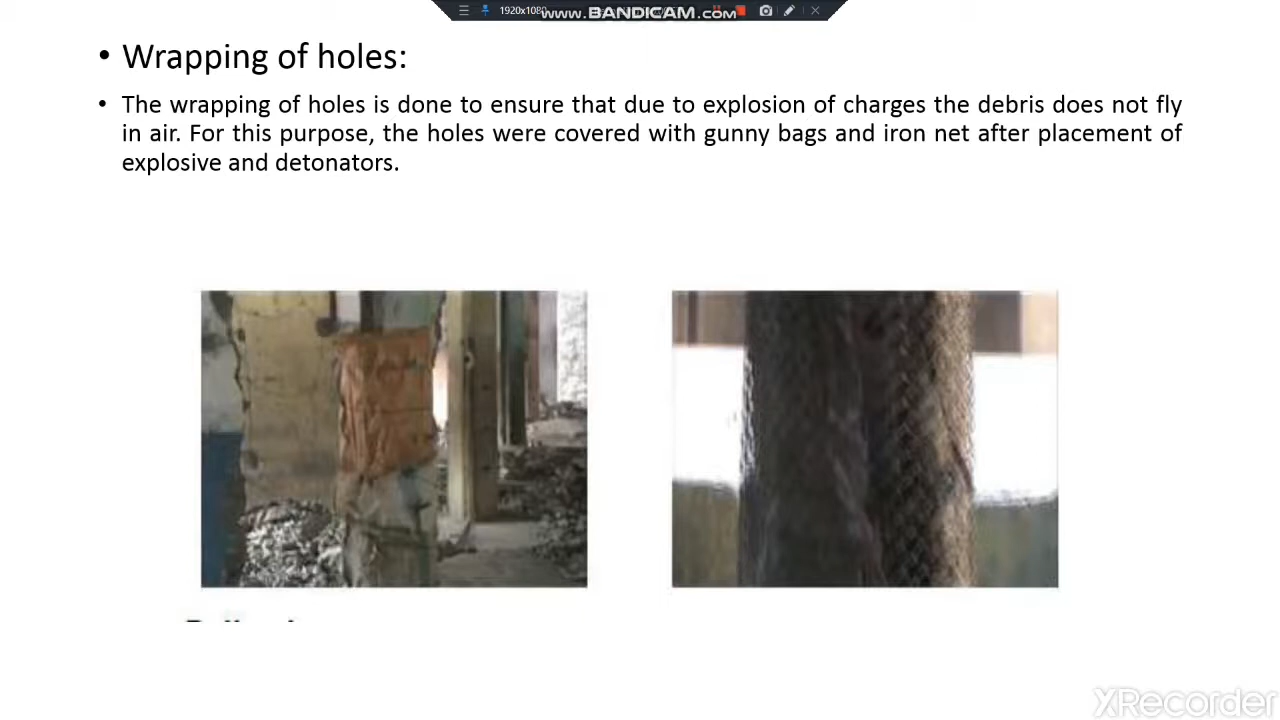 1920x1080
www.BANDICAM.com
• Wrapping of holes:
• The wrapping of holes is done to ensure that due to explosion of charges the debris does not fly
in air. For this purpose, the holes were covered with gunny bags and iron net after placement of
explosive and detonators.
XRecorder